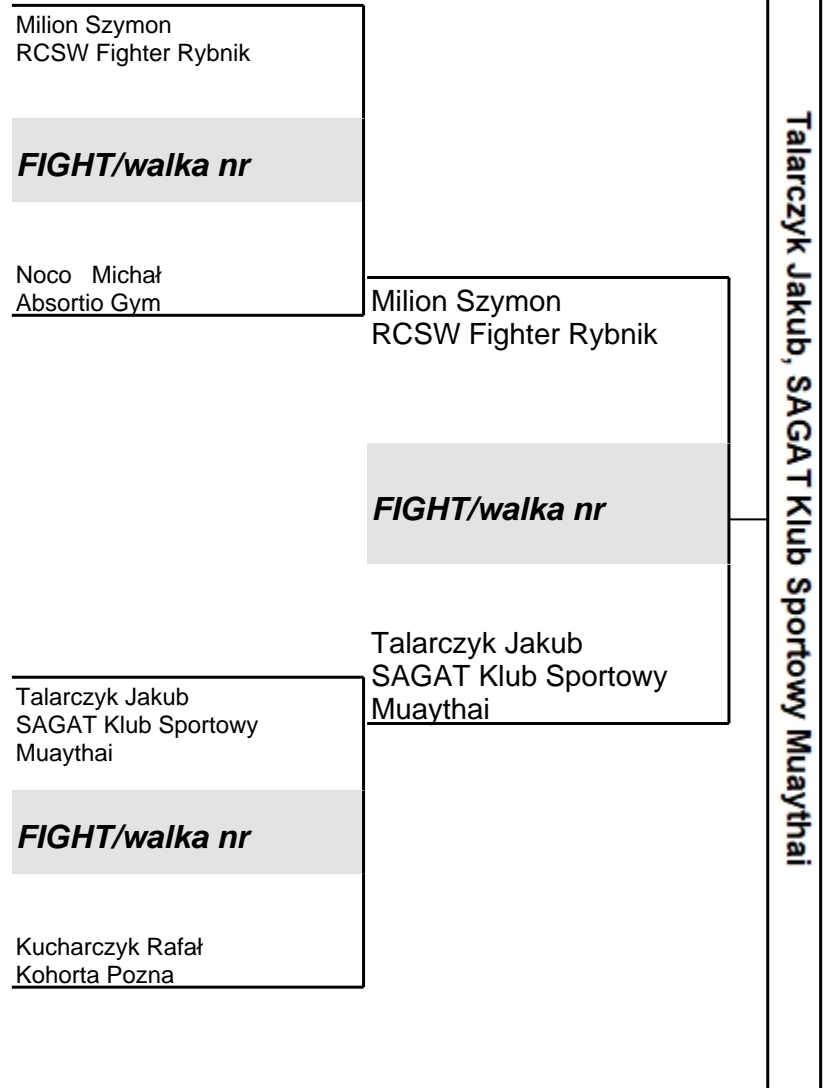 Milion Szymon
RCSW Fighter Rybnik
FIGHT/walka nr
Noco Michał
Absortio Gym
Milion Szymon
RCSW Fighter Rybnik
FIGHT/walka nr
Talarczyk Jakub
SAGAT Klub Sportowy
Muaythai
Talarczyk Jakub
SAGAT Klub Sportowy
Muaythai
FIGHT/walka nr
Kucharczyk Rafał
Kohorta Pozna
Talarczyk Jakub, SAGAT Klub Sportowy Muaythai